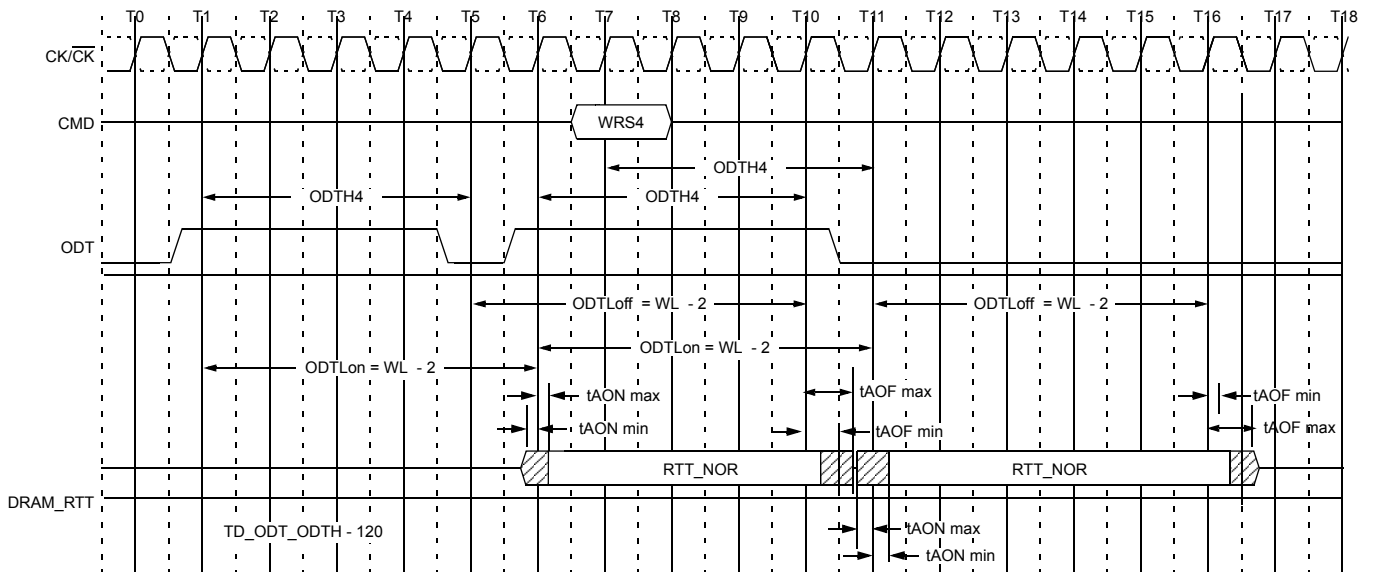 T0 T1 T2 T3 T4 T5 T6 T7 T8 T9 T10 T11 T12 T13 T14 T15 T16 T17 T18
CK/CK
CMD
WRS4
ODTH4
ODTH4
ODTH4
ODT
ODTLoff = WL - 2
ODTLoff = WL - 2
ODTLon = WL - 2
ODTLon = WL - 2
tAON max
tAOF max
tAOF min
tAON min
tAOF min
tAOF max
RTT_NOR
RTT_NOR
DRAM_RTT
TD_ODT_ODTH - 120
tAON max
tAON min